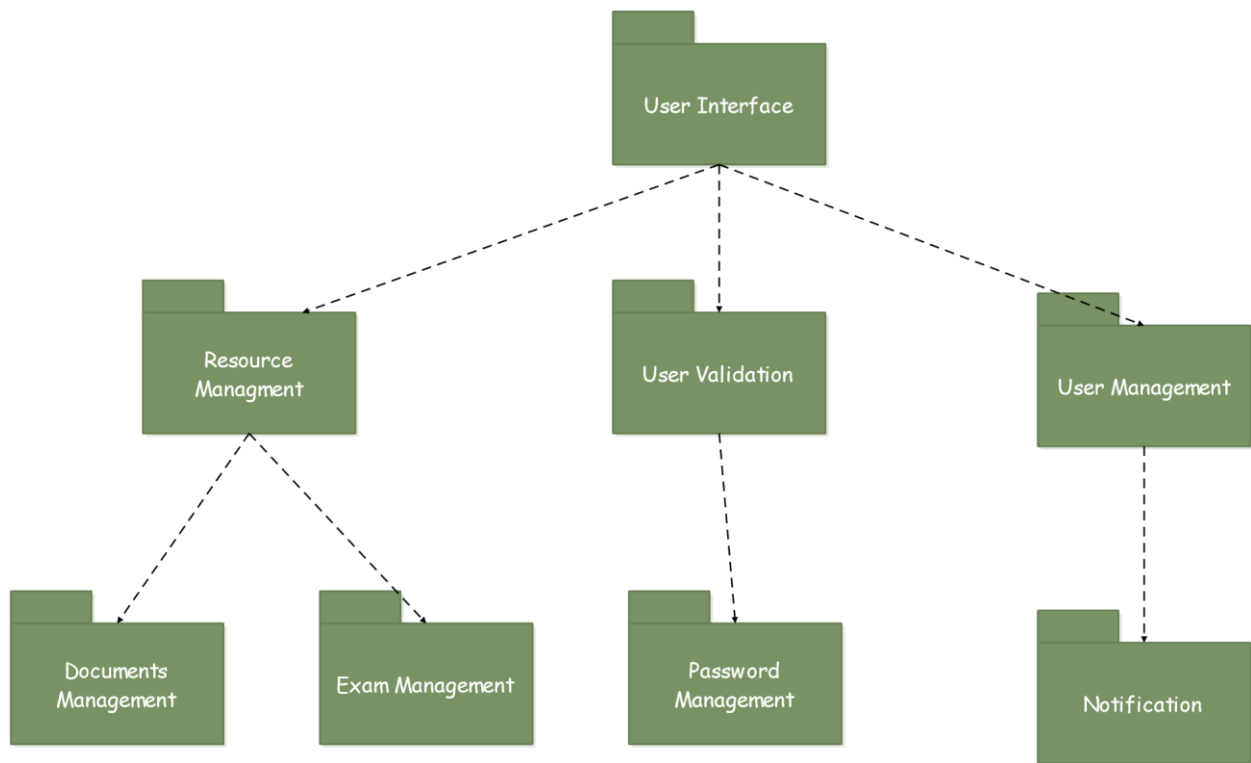 User Interface
Resource
Managment
User Validation
User Management
Documents
Management
Exam Management
Password
Management
Notification